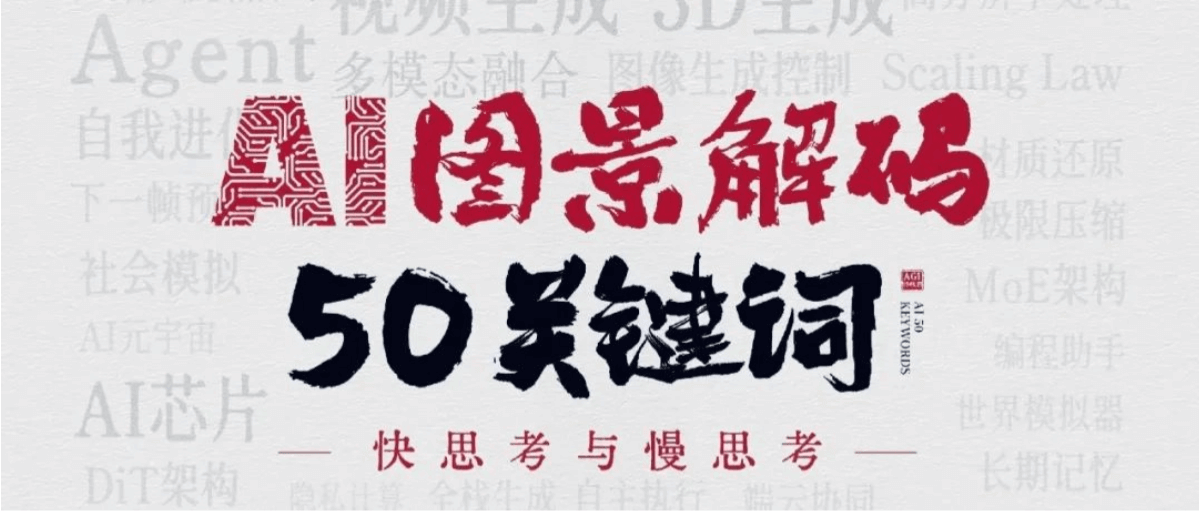 视频生成 3D生成
Agent
多模态融合 图像生成控制 Scaling Law
自我进化
AI图景解码
材质还原
下一帧预
极限压缩
社会模拟
50关键词
AGI
AI 50
KEYWORDS
MoE架构
AI元宇宙
编程助手
AI芯片
世界模拟器
快思考与慢思考
长期记忆
DiT架构
隐私计算 全栈生成 自主执行 端云协同